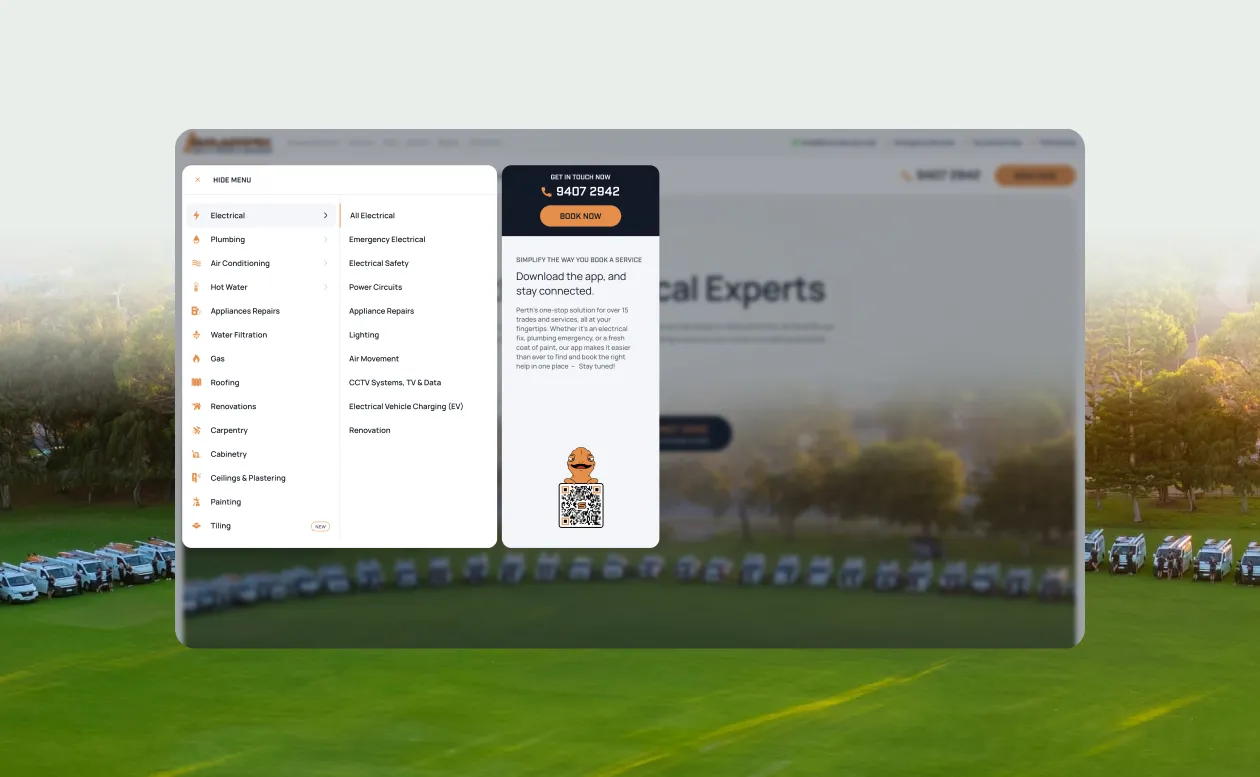 9407 2942
HIDE MENU
Electrical
Plumbing
Air Conditioning
Hot Water
Appliances Repairs
Water Filtration
Gas
Roofing
Renovations
Carpentry
Cabinetry
Ceilings & Plastering
Painting
Tiling
NEW
All Electrical
Emergency Electrical
Electrical Safety
Power Circuits
Appliance Repairs
Lighting
Air Movement
CCTV Systems, TV & Data
Electrical Vehicle Charging (EV)
Renovation
GET IN TOUCH NOW
9407 2942
BOOK NOW
SIMPLIFY THE WAY YOU BOOK A SERVICE
Download the app, and
stay connected.
Perth's one-stop solution for over 15
trades and services, all at your
fingertips. Whether it's an electrical
fix, plumbing emergency, or a fresh
coat of paint, our app makes it easier
than ever to find and book the right
help in one place – Stay tuned!
cal Experts